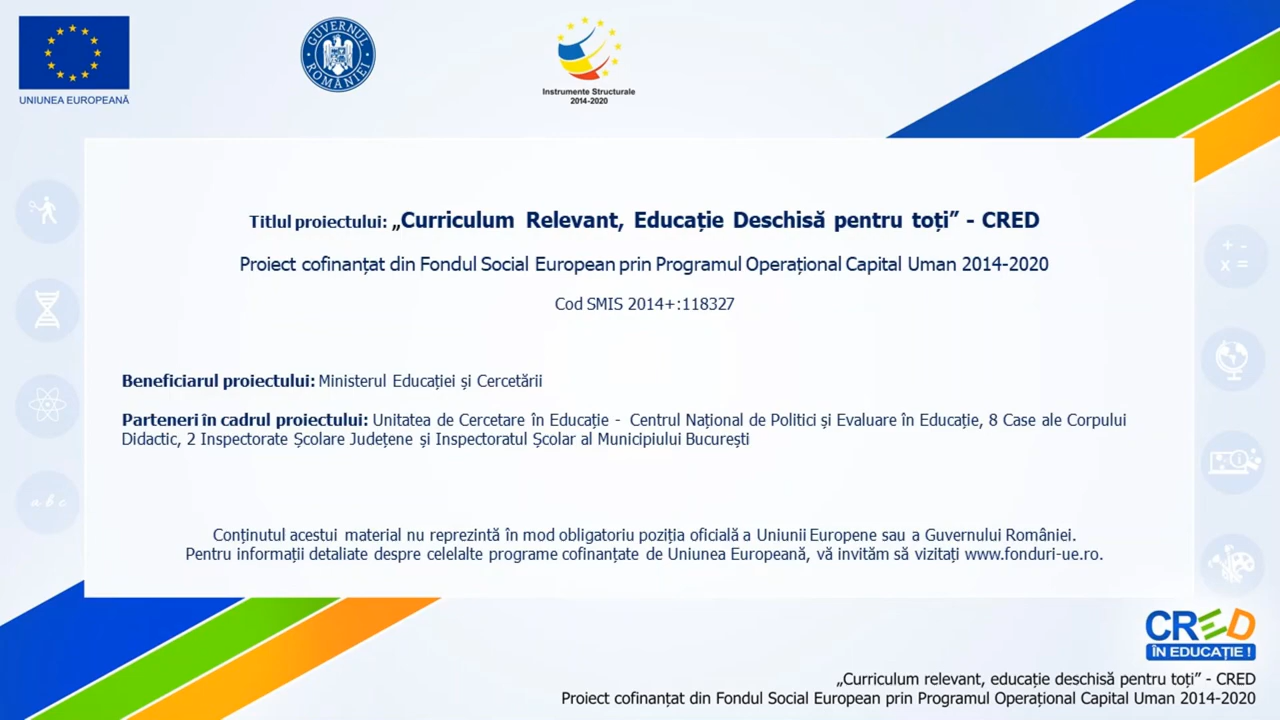 UNIUNEA EUROPEANĂ
GUVERNUL ROMÂNIEI
Instrumente Structurale
2014-2020
Titlul proiectului: „Curriculum Relevant, Educație Deschisă pentru toți” - CRED
Proiect cofinanțat din Fondul Social European prin Programul Operațional Capital Uman 2014-2020
Cod SMIS 2014+:118327
Beneficiarul proiectului: Ministerul Educației și Cercetării
Parteneri în cadrul proiectului: Unitatea de Cercetare în Educație - Centrul Național de Politici și Evaluare în Educație, 8 Case ale Corpului
Didactic, 2 Inspectorate Școlare Județene și Inspectoratul Școlar al Municipiului București
Conținutul acestui material nu reprezintă în mod obligatoriu poziția oficială a Uniunii Europene sau a Guvernului României.
Pentru informații detaliate despre celelalte programe cofinanțate de Uniunea Europeană, vă invităm să vizitați www.fonduri-ue.ro.
+ -
x =
a b c
CRED
ÎN EDUCAȚIE !
„Curriculum relevant, educație deschisă pentru toți” - CRED
Proiect cofinanțat din Fondul Social European prin Programul Operațional Capital Uman 2014-2020